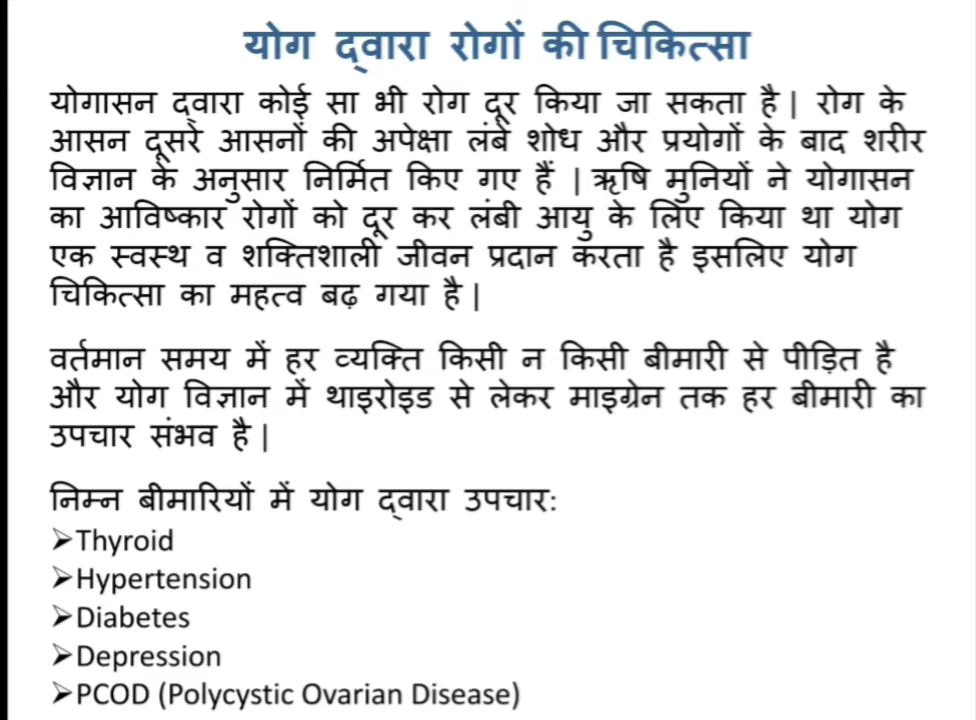 योग द्वारा रोगों की चिकित्सा
योगासन द्वारा कोई सा भी रोग दूर किया जा सकता है | रोग के
आसन दूसरे आसनों की अपेक्षा लंबे शोध और प्रयोगों के बाद शरीर
विज्ञान के अनुसार निर्मित किए गए हैं | ऋषि मुनियों ने योगासन
का आविष्कार रोगों को दूर कर लंबी आयु के लिए किया था योग
एक स्वस्थ व शक्तिशाली जीवन प्रदान करता है इसलिए योग
चिकित्सा का महत्व बढ़ गया है |
वर्तमान समय में हर व्यक्ति किसी न किसी बीमारी से पीड़ित है
और योग विज्ञान में थाइरोइड से लेकर माइग्रेन तक हर बीमारी का
उपचार संभव है |
निम्न बीमारियों में योग द्वारा उपचार:
➢Thyroid
➢Hypertension
➢Diabetes
➢Depression
➢PCOD (Polycystic Ovarian Disease)